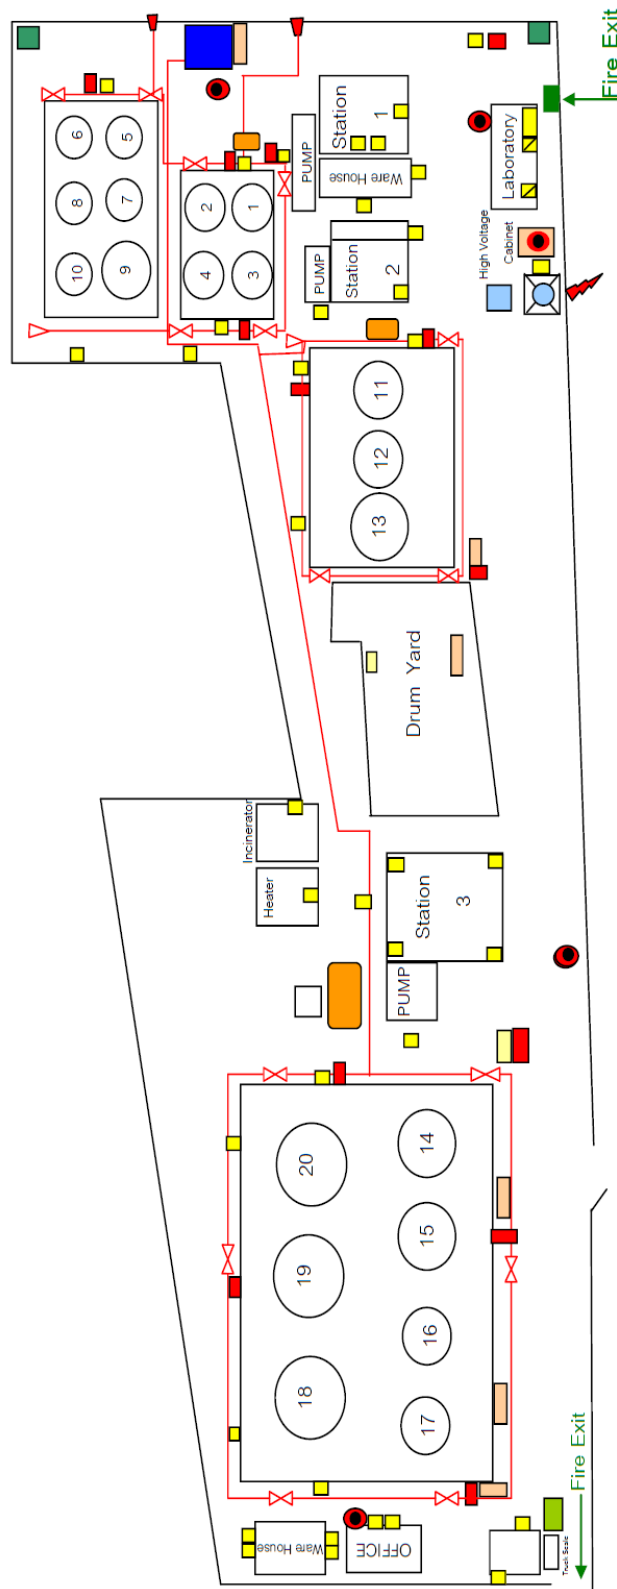 Fire Exit
Station
1
PUMP
Ware House
Laboratory
6
5
8
7
10
9
2
1
4
3
High Voltage
Cabinet
PUMP
Station
2
11
12
13
Drum Yard
Incinerator
Heater
Station
3
PUMP
20
14
19
15
18
16
17
Ware House
OFFICE
Truck Scale
Fire Exit